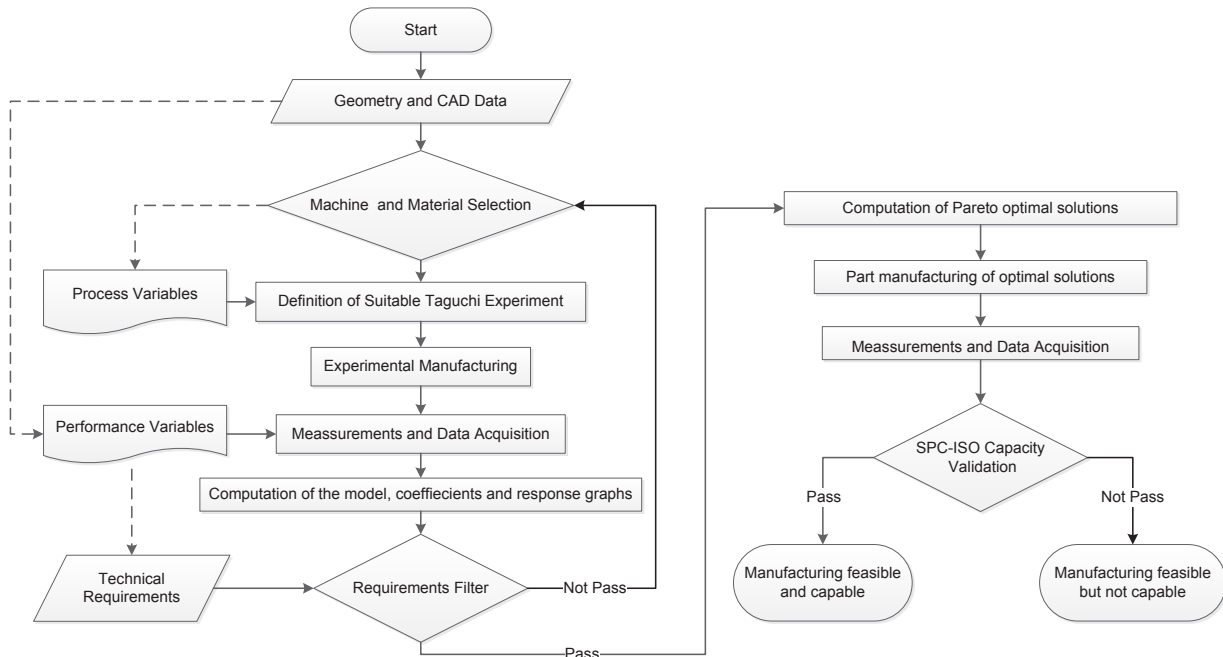 Start
Geometry and CAD Data
Machine and Material Selection
Process Variables
Definition of Suitable Taguchi Experiment
Experimental Manufacturing
Performance Variables
Meassurements and Data Acquisition
Computation of the model, coeffiecients and response graphs
Technical
Requirements
Requirements Filter
Not Pass
Pass
Computation of Pareto optimal solutions
Part manufacturing of optimal solutions
Meassurements and Data Acquisition
SPC-ISO Capacity
Validation
Pass
Not Pass
Manufacturing feasible
and capable
Manufacturing feasible
but not capable